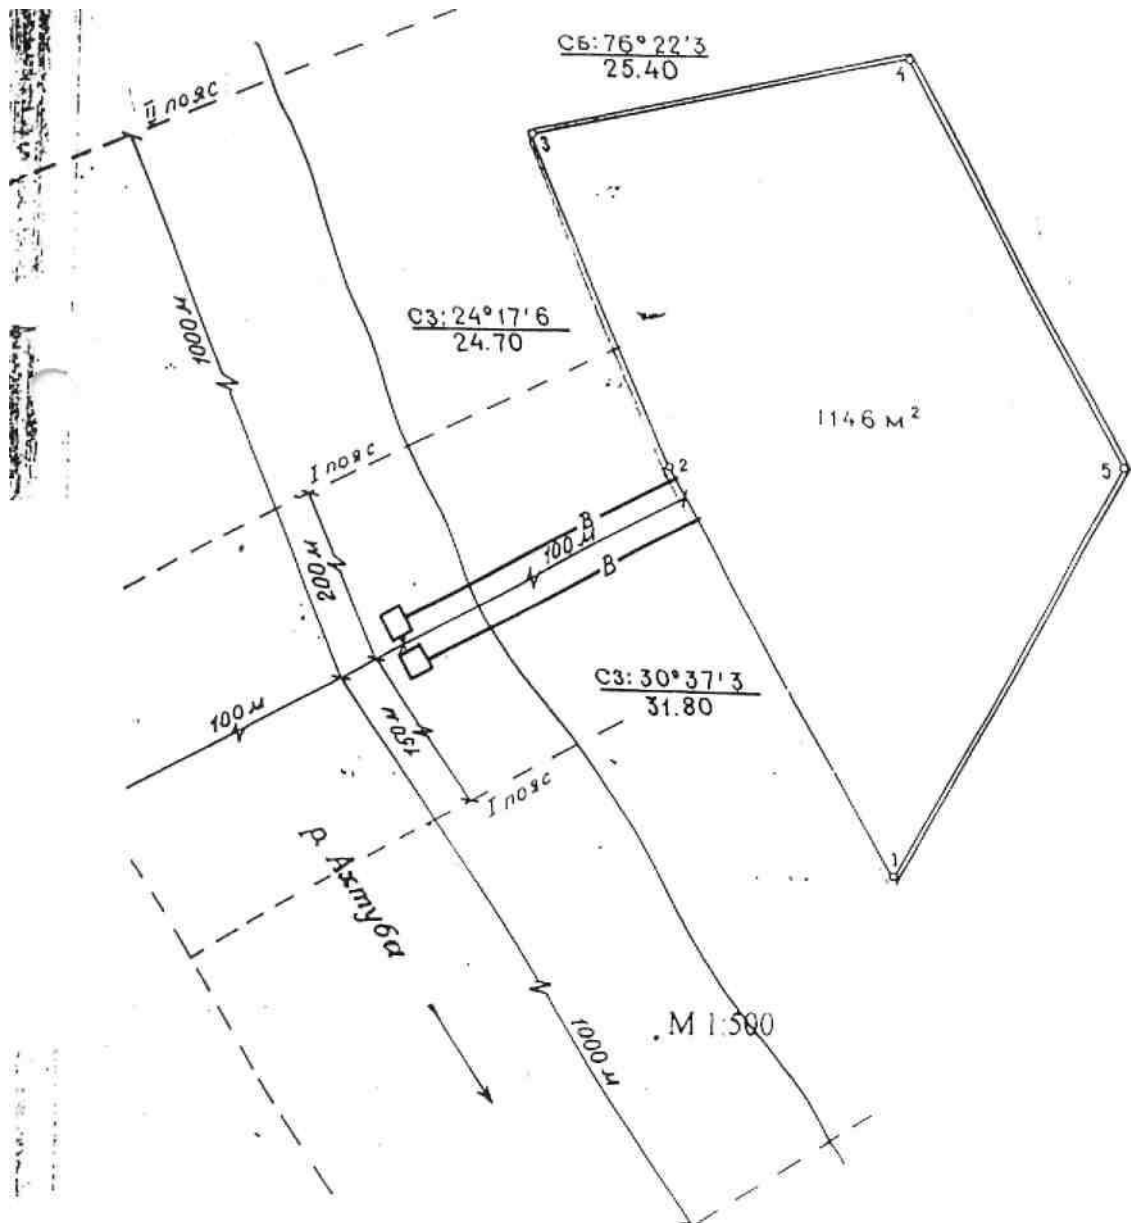 СБ: 76° 22' 3
25.40
4
II пояс
3
1000 м
СЗ: 24° 17' 6
24.70
1146 м²
I пояс
2
5
В
200 м
100 м
В
СЗ: 30° 37' 3
31.80
100 м
150 м
I пояс
р. Ахтуба
1
М 1:500
1000 м